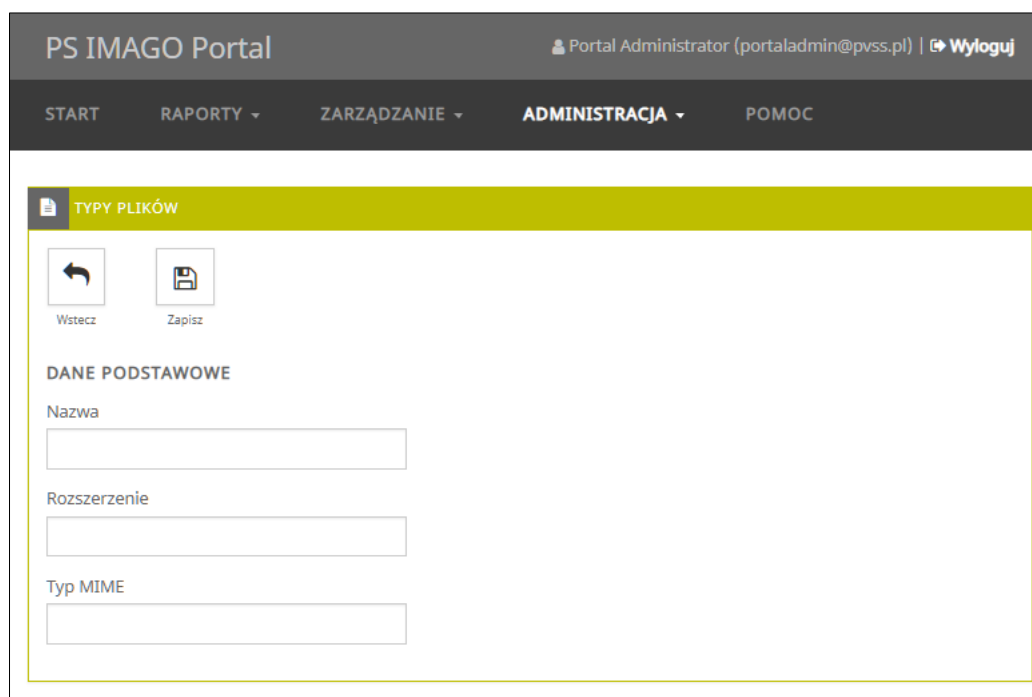 PS IMAGO Portal
Portal Administrator (portaladmin@pvss.pl) | Wyloguj
START RAPORTY ZARZĄDZANIE ADMINISTRACJA POMOC
TYPY PLIKÓW
Wstecz Zapisz
DANE PODSTAWOWE
Nazwa
Rozszerzenie
Typ MIME